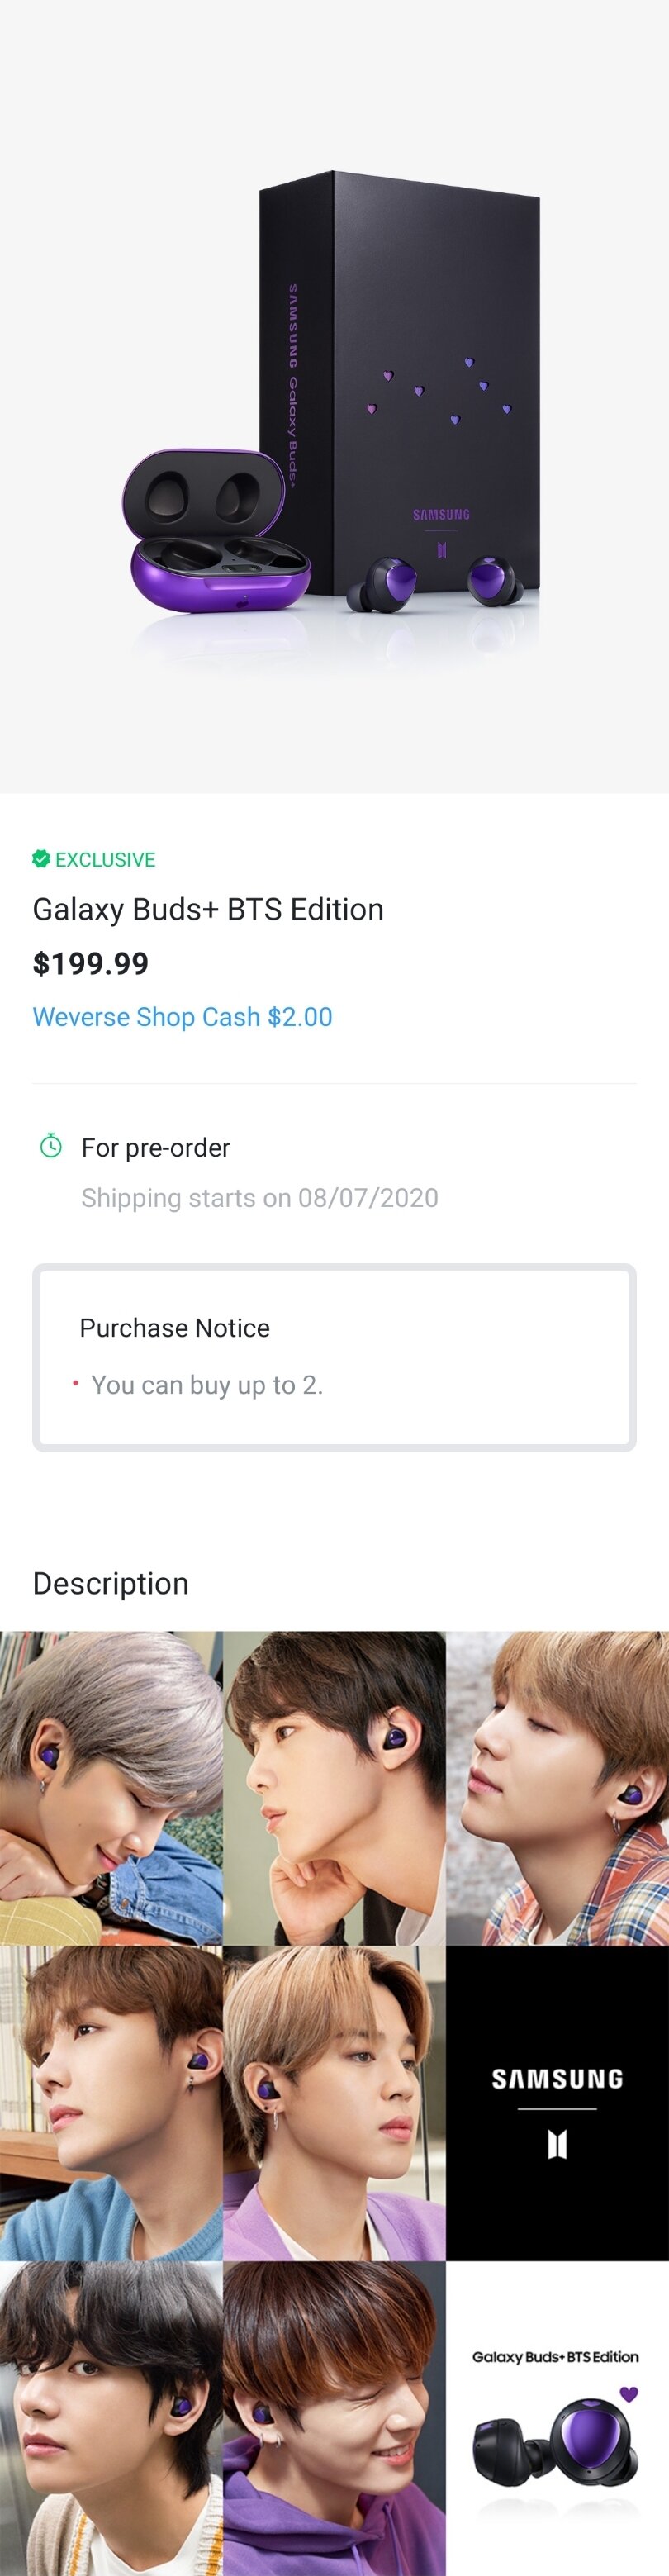 SAMSUNG Galaxy Buds+
SAMSUNG
EXCLUSIVE
Galaxy Buds+ BTS Edition
$199.99
Weverse Shop Cash $2.00
For pre-order
Shipping starts on 08/07/2020
Purchase Notice
• You can buy up to 2.
Description
SAMSUNG
Galaxy Buds+ BTS Edition